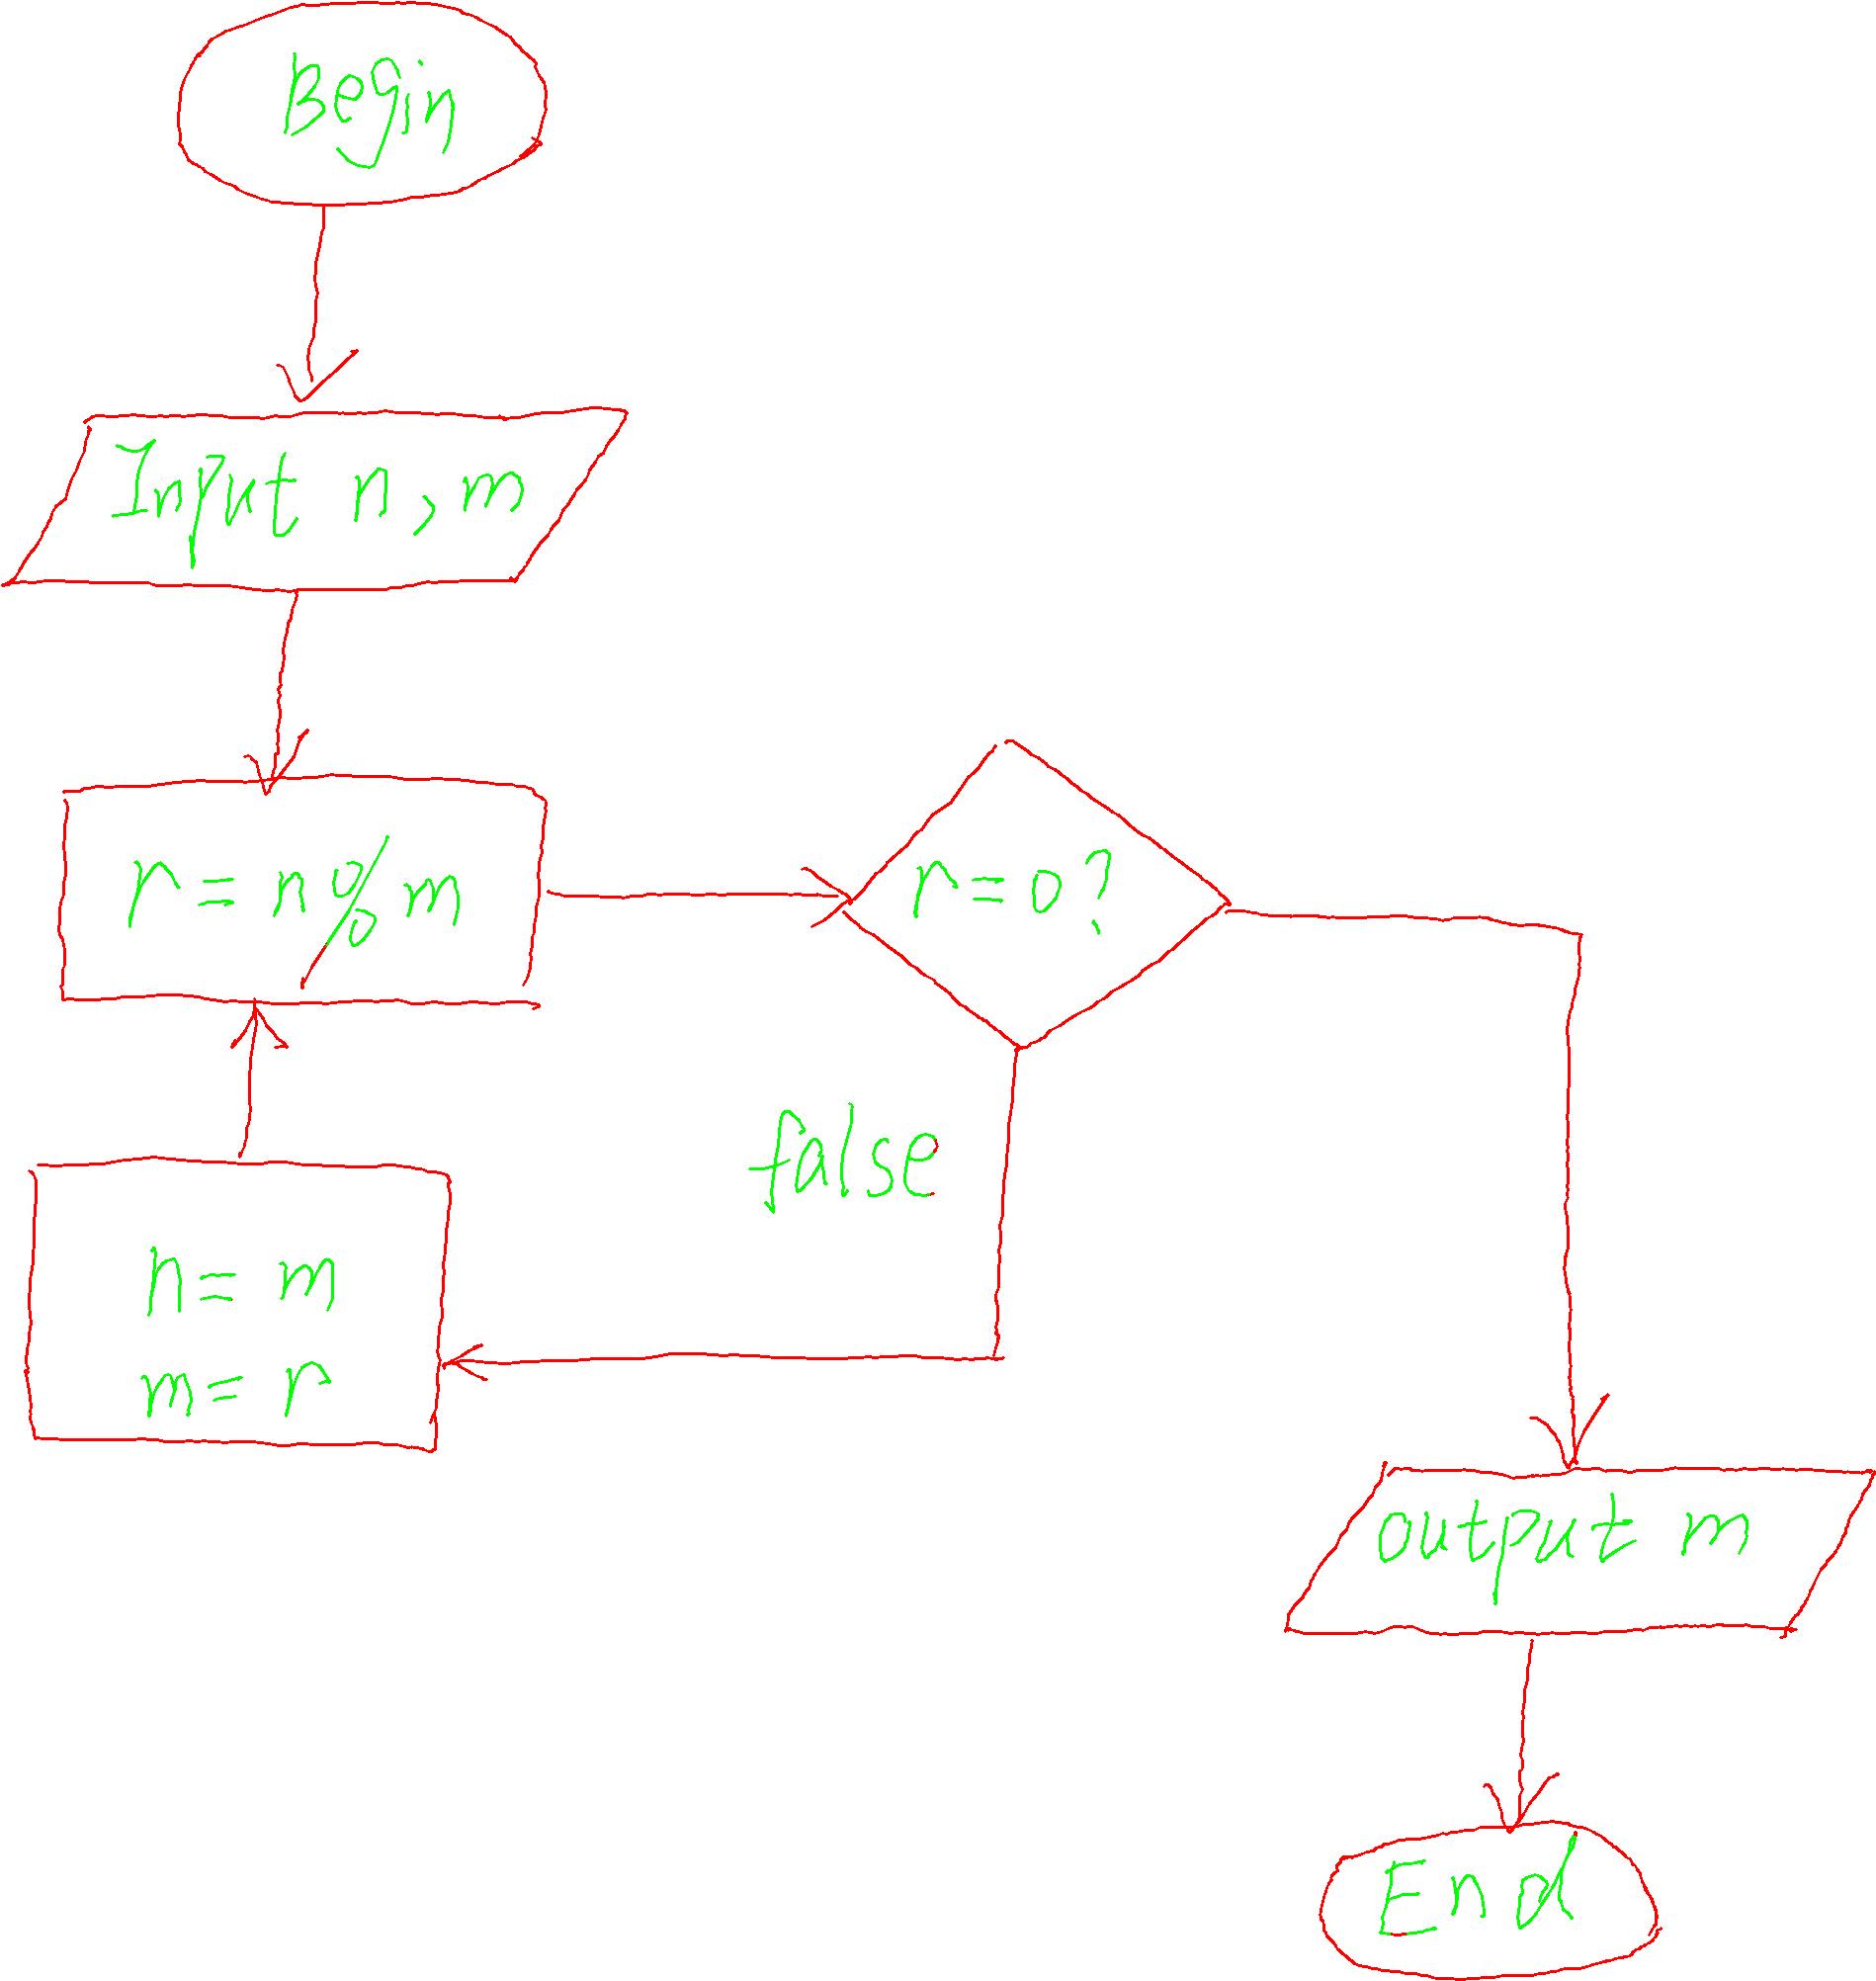 Begin
Input n, m
r = n % m
r = 0?
false
n = m
m = r
output m
End